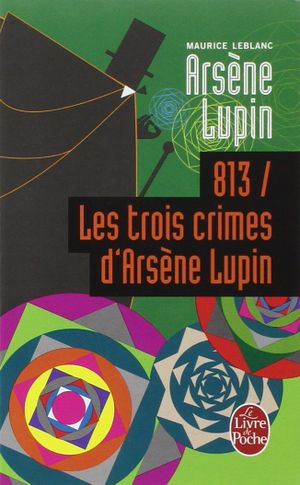 MAURICE LEBLANC
Arsène
Lupin
813 /
Les trois crimes
d'Arsène Lupin
Le
Livre
de
Poche